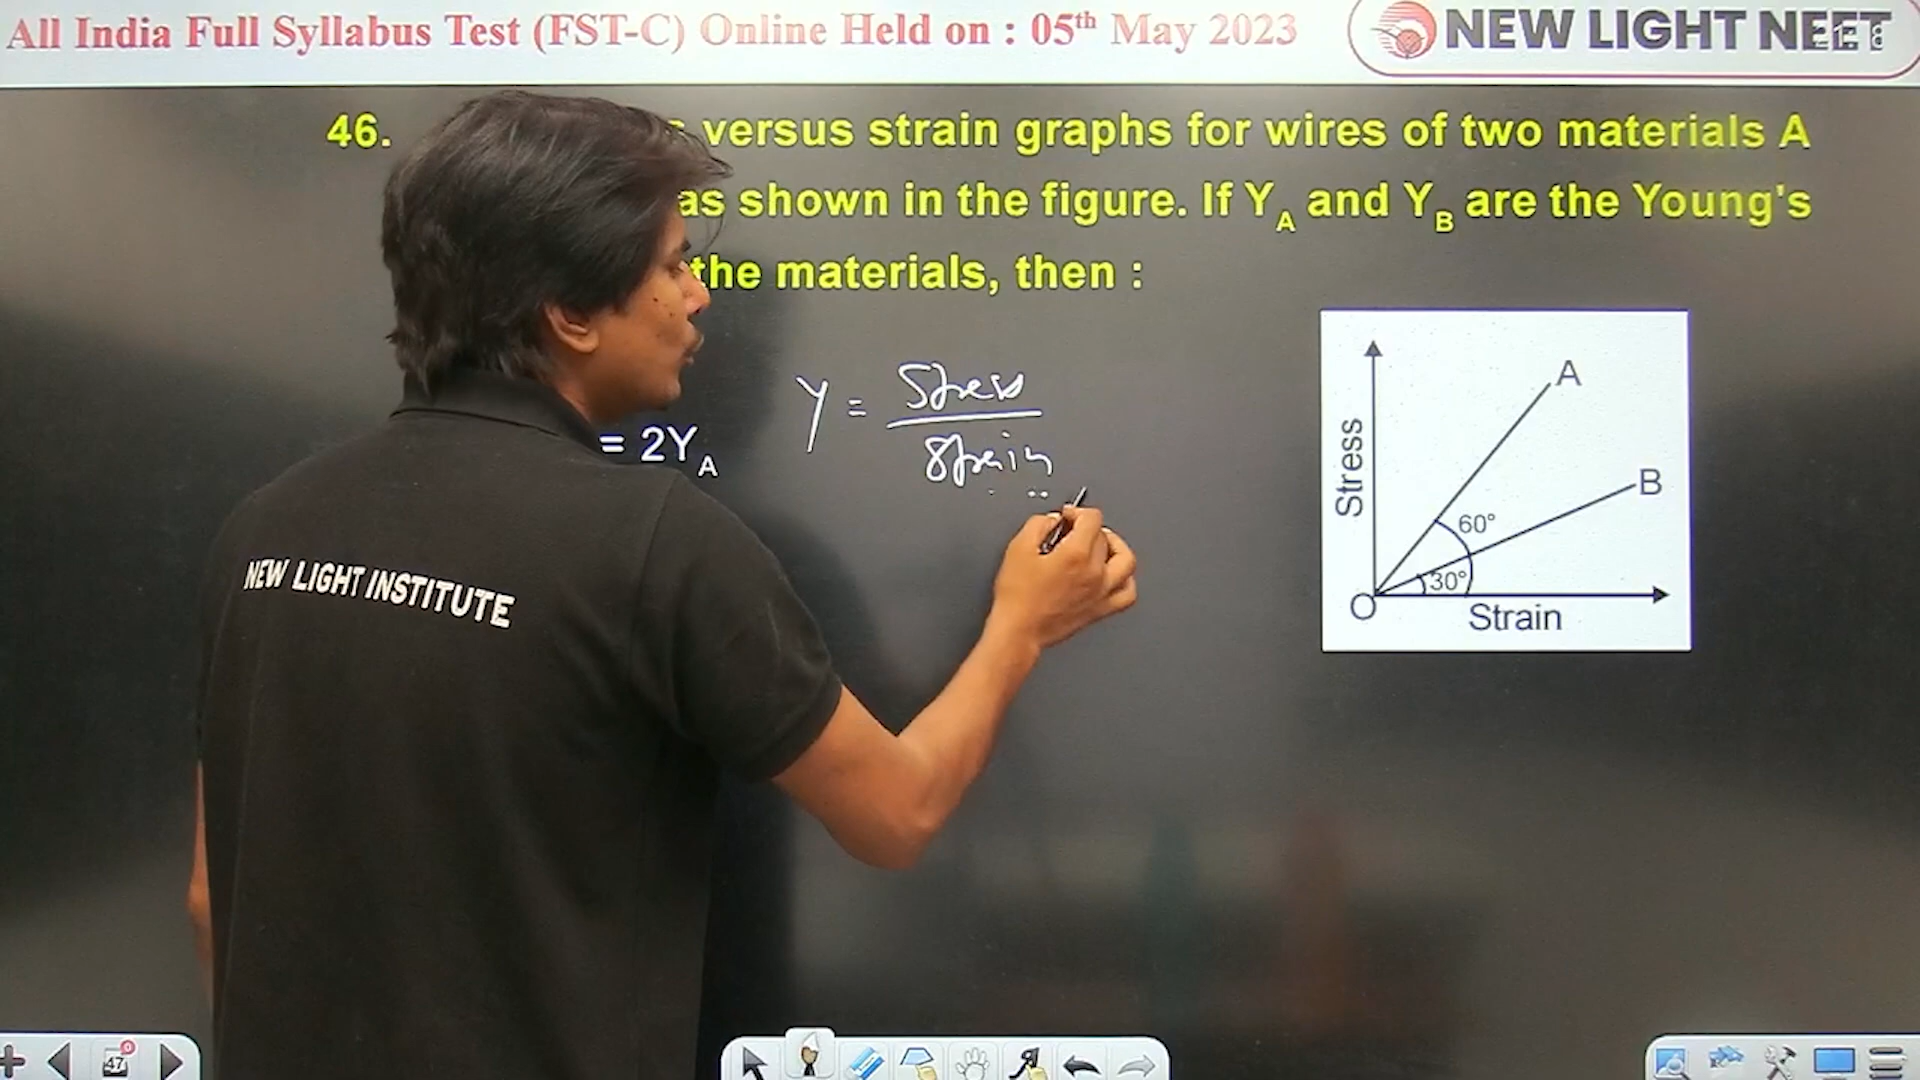 All India Full Syllabus Test (FST-C) Online Held on : 05th May 2023
NEW LIGHT NEET
46. versus strain graphs for wires of two materials A
as shown in the figure. If YA and YB are the Young's
the materials, then :
= 2YA
Y = Stress
Strain
A
B
Stress
60°
30°
O
Strain
NEW LIGHT INSTITUTE
47
0